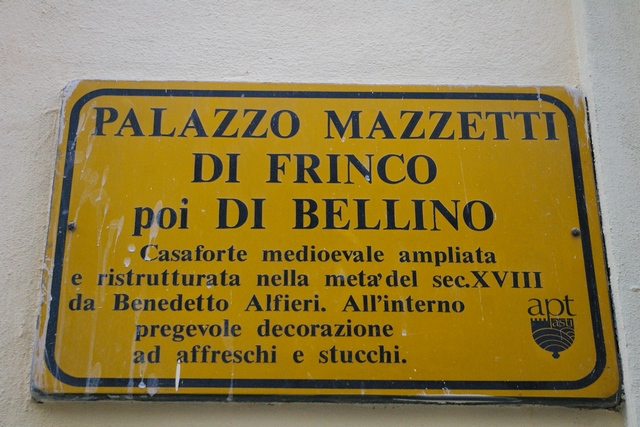 PALAZZO MAZZETTI
DI FRINCO
poi DI BELLINO
Casaforte medioevale ampliata
e ristrutturata nella meta' del sec.XVIII
da Benedetto Alfieri. All'interno
pregevole decorazione
ad affreschi e stucchi.
apt
asti